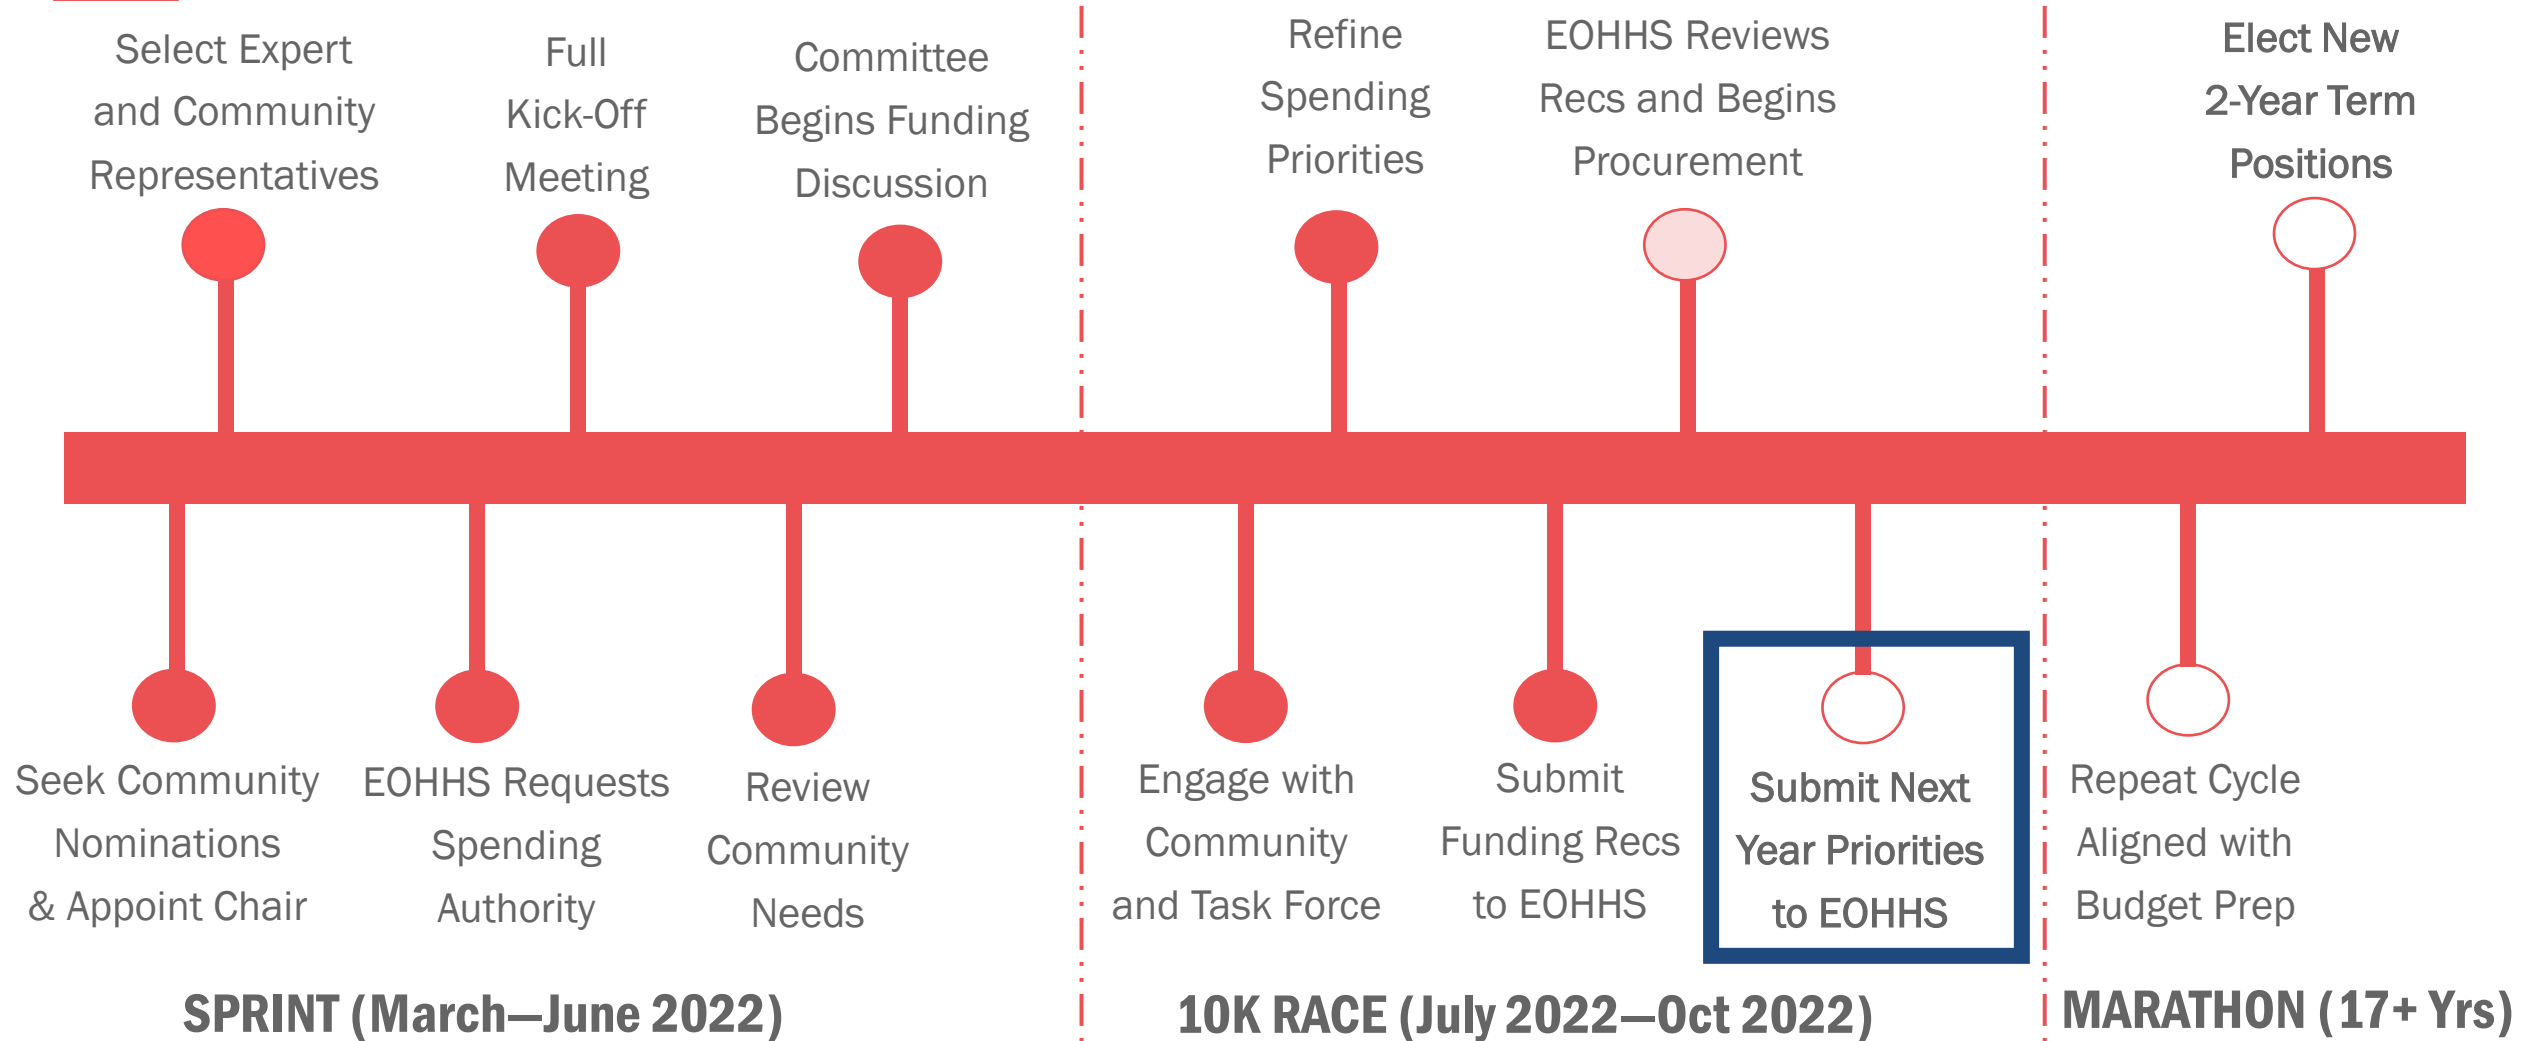 Select Expert
and Community
Representatives
Full
Kick-Off
Meeting
Committee
Begins Funding
Discussion
Refine
Spending
Priorities
EOHHS Reviews
Recs and Begins
Procurement
Elect New
2-Year Term
Positions
Seek Community
Nominations
& Appoint Chair
EOHHS Requests
Spending
Authority
Review
Community
Needs
Engage with
Community
and Task Force
Submit
Funding Recs
to EOHHS
Submit Next
Year Priorities
to EOHHS
Repeat Cycle
Aligned with
Budget Prep
SPRINT (March—June 2022)
10K RACE (July 2022—Oct 2022)
MARATHON (17+ Yrs)